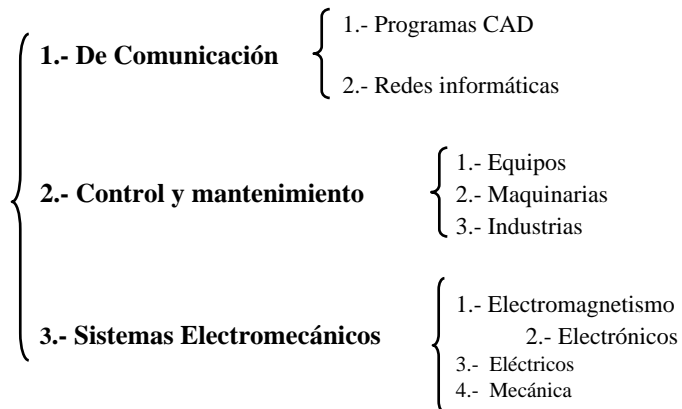 1.- De Comunicación
1.- Programas CAD
2.- Redes informáticas
2.- Control y mantenimiento
1.- Equipos
2.- Maquinarias
3.- Industrias
3.- Sistemas Electromecánicos
1.- Electromagnetismo
2.- Electrónicos
3.- Eléctricos
4.- Mecánica